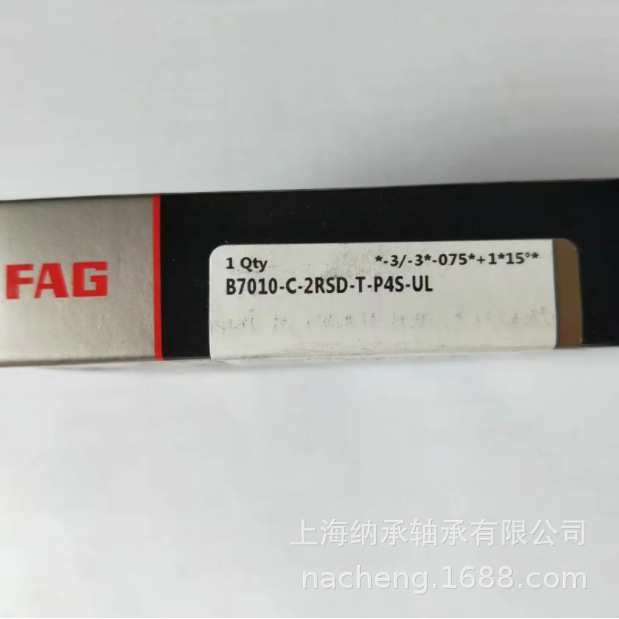 FAG
1 Qty *-3/-3*-075*+1*15°*
B7010-C-2RSD-T-P4S-UL
上海纳承轴承有限公司
nacheng.1688.com